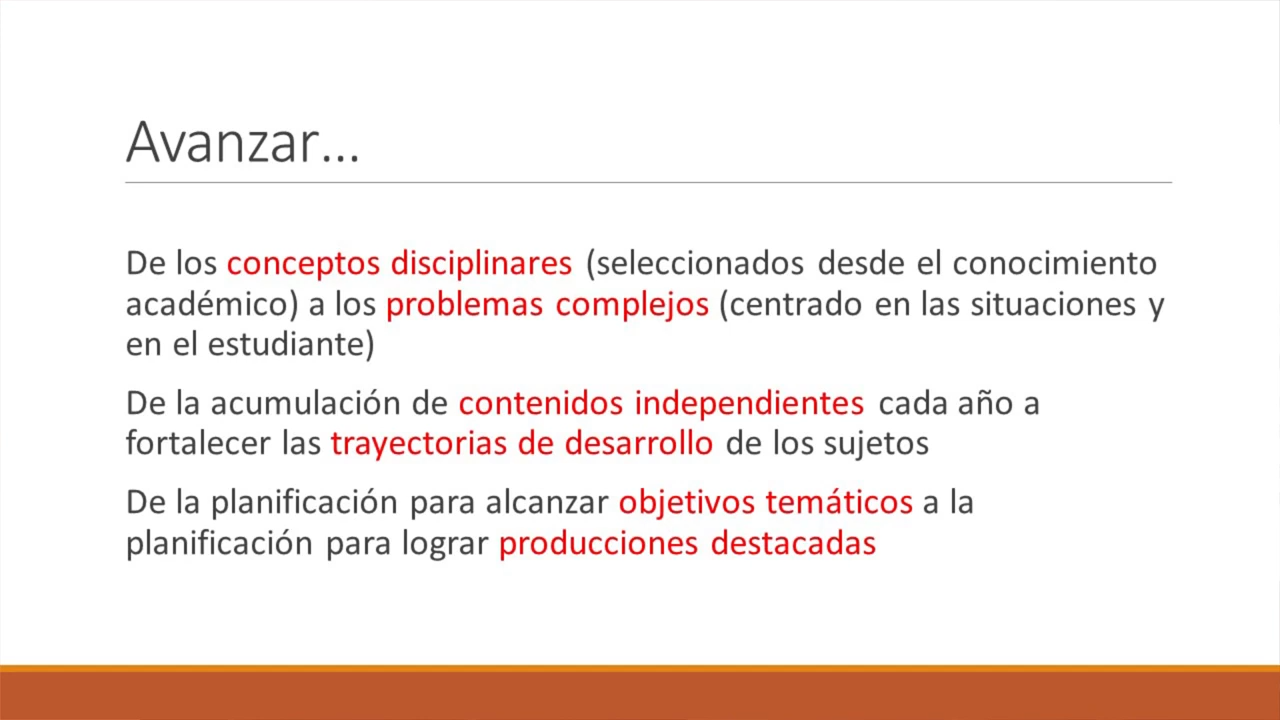 Avanzar...
De los conceptos disciplinares (seleccionados desde el conocimiento
académico) a los problemas complejos (centrado en las situaciones y
en el estudiante)
De la acumulación de contenidos independientes cada año a
fortalecer las trayectorias de desarrollo de los sujetos
De la planificación para alcanzar objetivos temáticos a la
planificación para lograr producciones destacadas